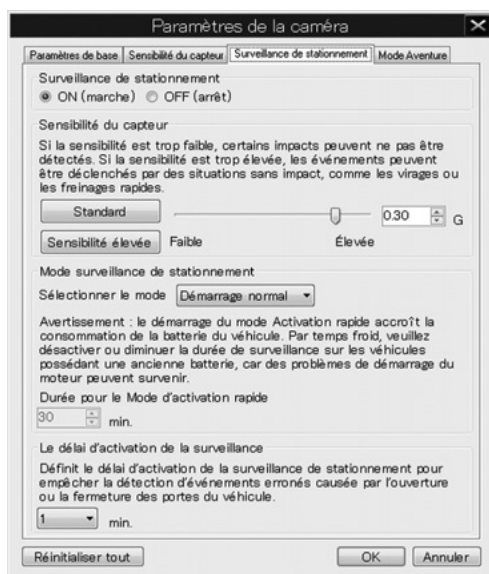 Paramètres de la caméra
Paramètres de base Sensibilité du capteur Surveillance de stationnement Mode Aventure
Surveillance de stationnement
ON (marche) OFF (arrêt)
Sensibilité du capteur
Si la sensibilité est trop faible, certains impacts peuvent ne pas être
détectés. Si la sensibilité est trop élevée, les événements peuvent
être déclenchés par des situations sans impact, comme les virages ou
les freinages rapides.
Standard 0.30 G
Sensibilité élevée Faible Élevée
Mode surveillance de stationnement
Sélectionner le mode Démarrage normal
Avertissement : le démarrage du mode Activation rapide accroît la
consommation de la batterie du véhicule. Par temps froid, veuillez
désactiver ou diminuer la durée de surveillance sur les véhicules
possédant une ancienne batterie, car des problèmes de démarrage du
moteur peuvent survenir.
Durée pour le Mode d'activation rapide
30 min.
Le délai d'activation de la surveillance
Définit le délai d'activation de la surveillance de stationnement pour
empêcher la détection d'événements erronés causée par l'ouverture
ou la fermeture des portes du véhicule.
1 min.
Réinitialiser tout OK Annuler